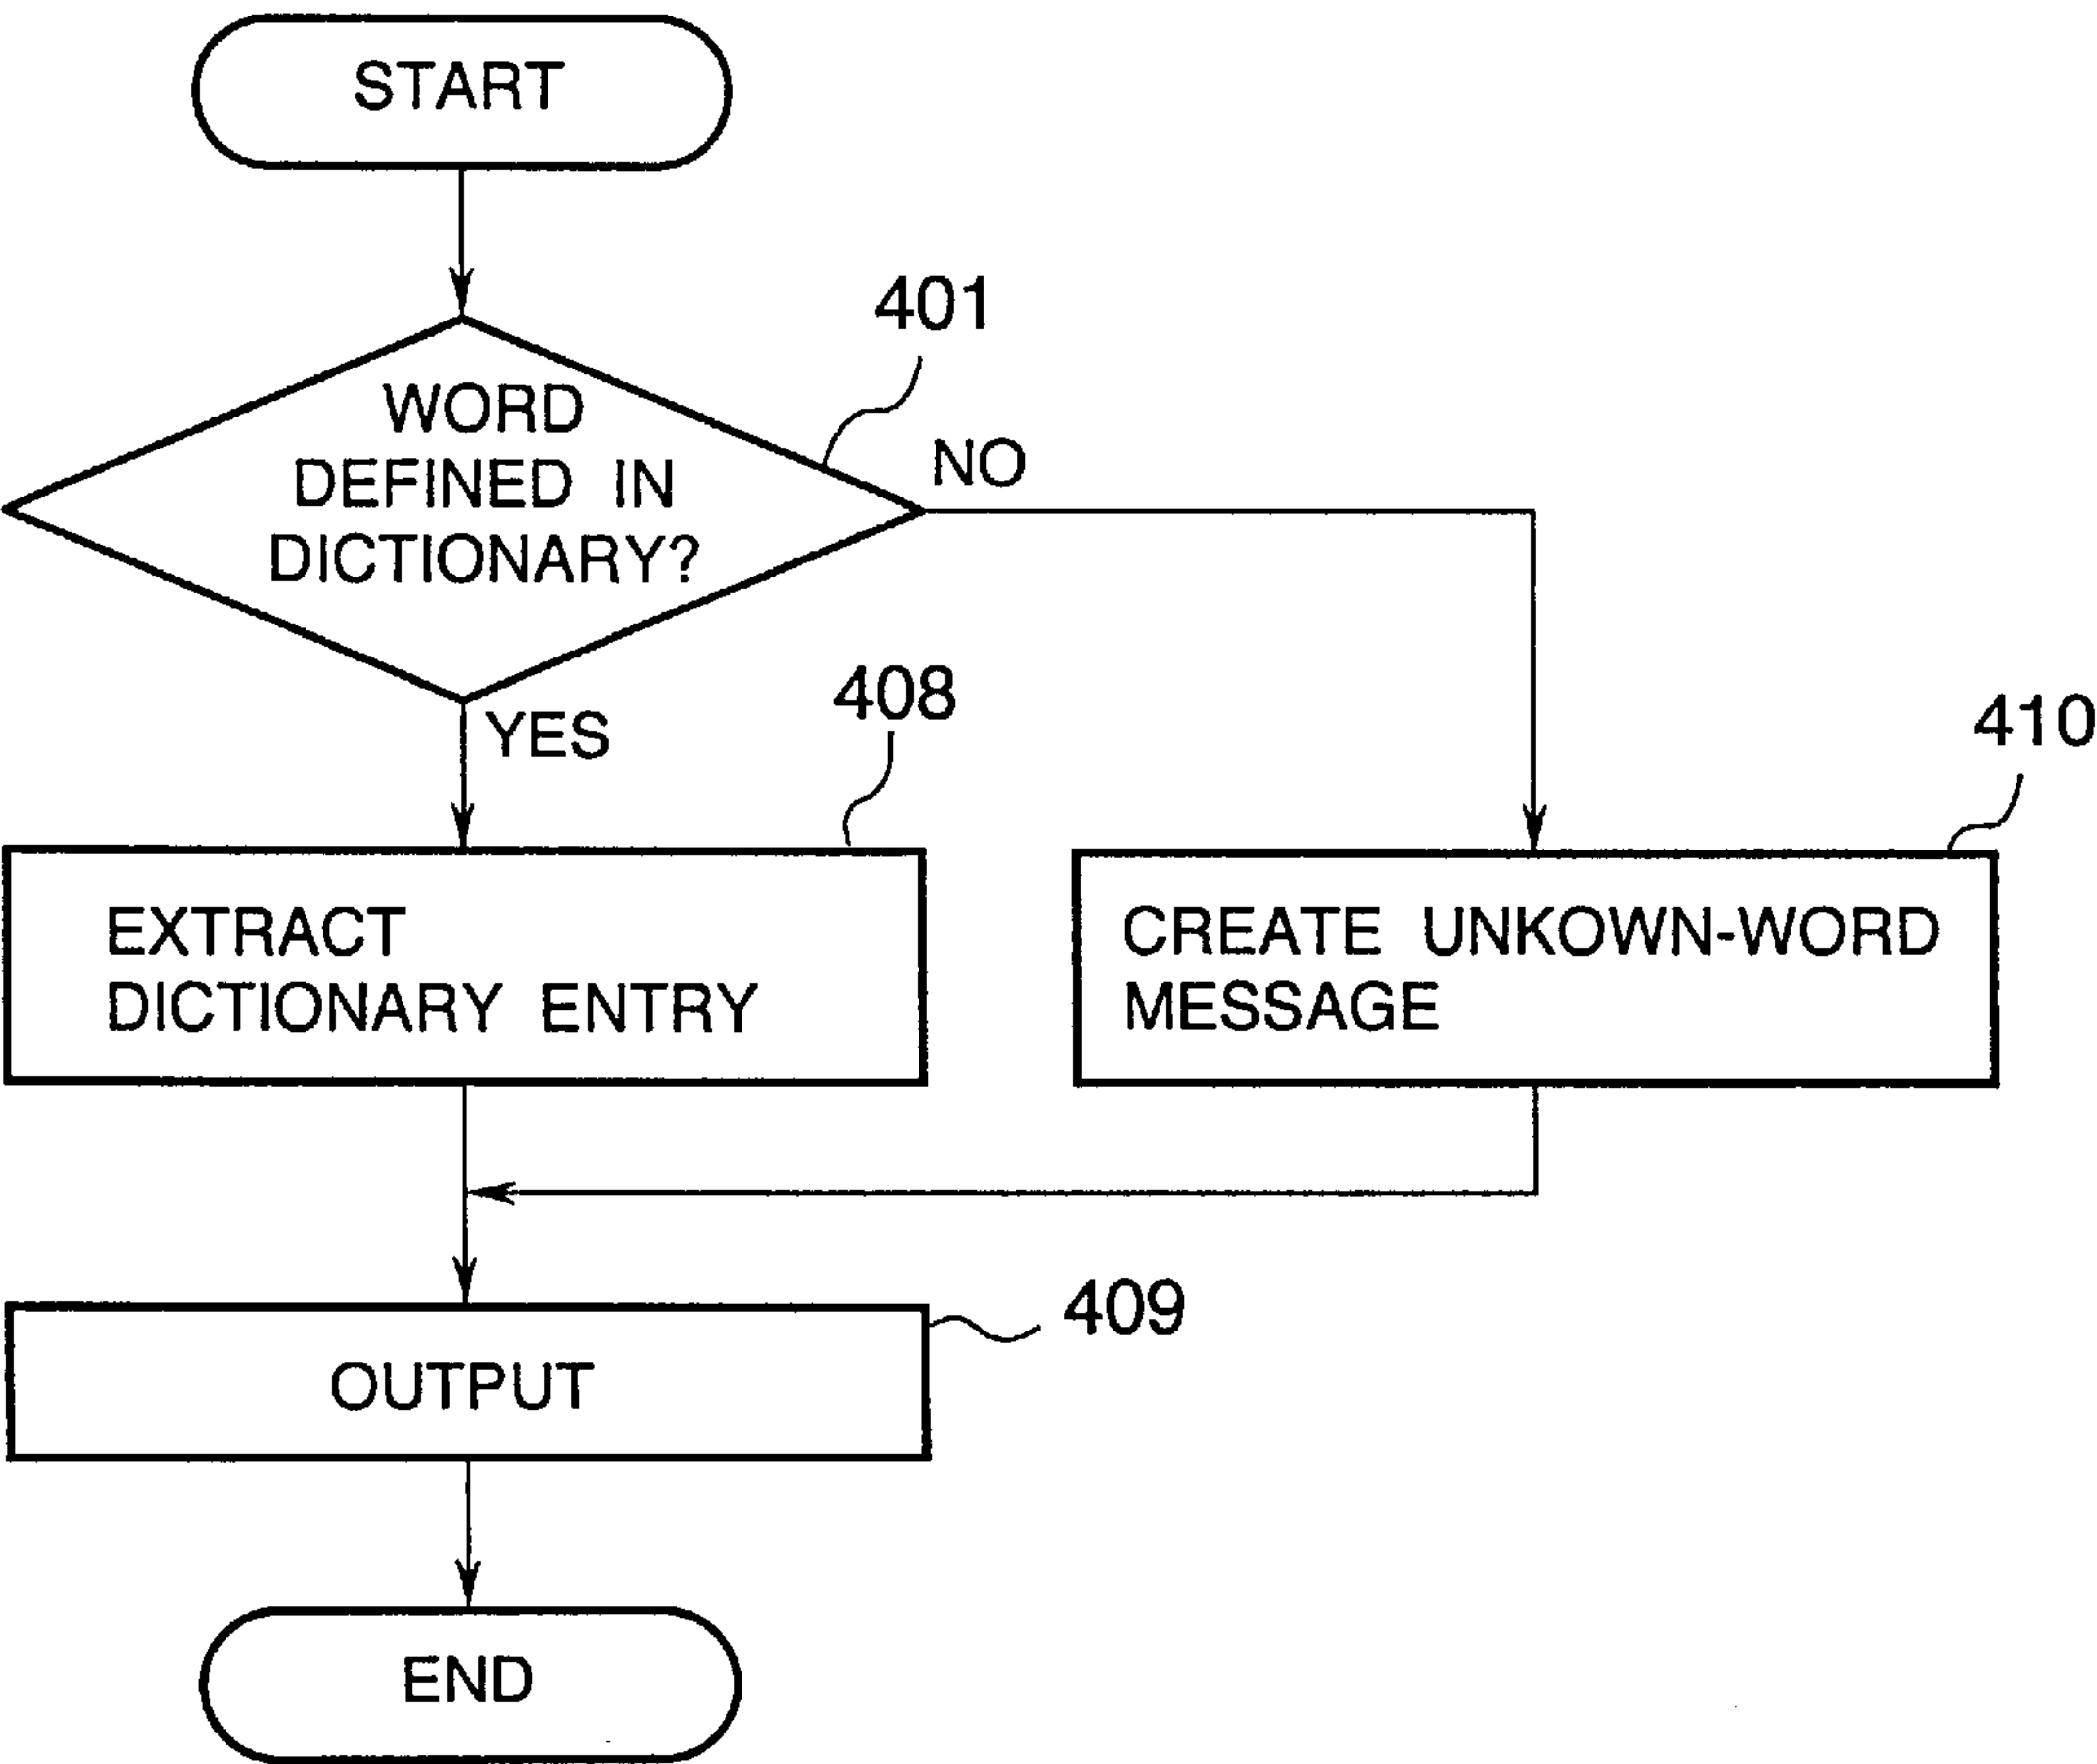 START
401
WORD
DEFINED IN
DICTIONARY?
NO
YES
408
410
EXTRACT
DICTIONARY ENTRY
CREATE UNKOWN-WORD
MESSAGE
409
OUTPUT
END